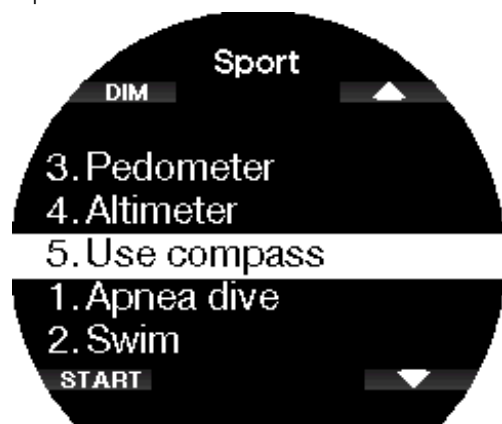 Sport
DIM
3. Pedometer
4. Altimeter
5. Use compass
1. Apnea dive
2. Swim
START